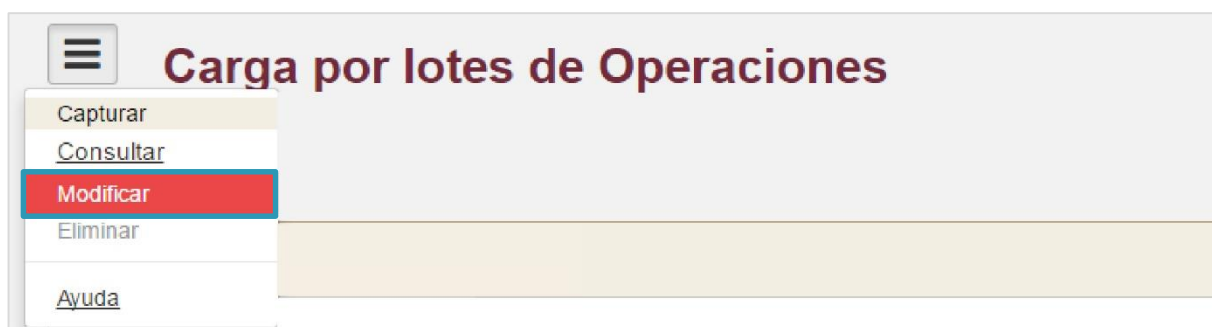 Carga por lotes de Operaciones
Capturar
Consultar
Modificar
Eliminar
Ayuda